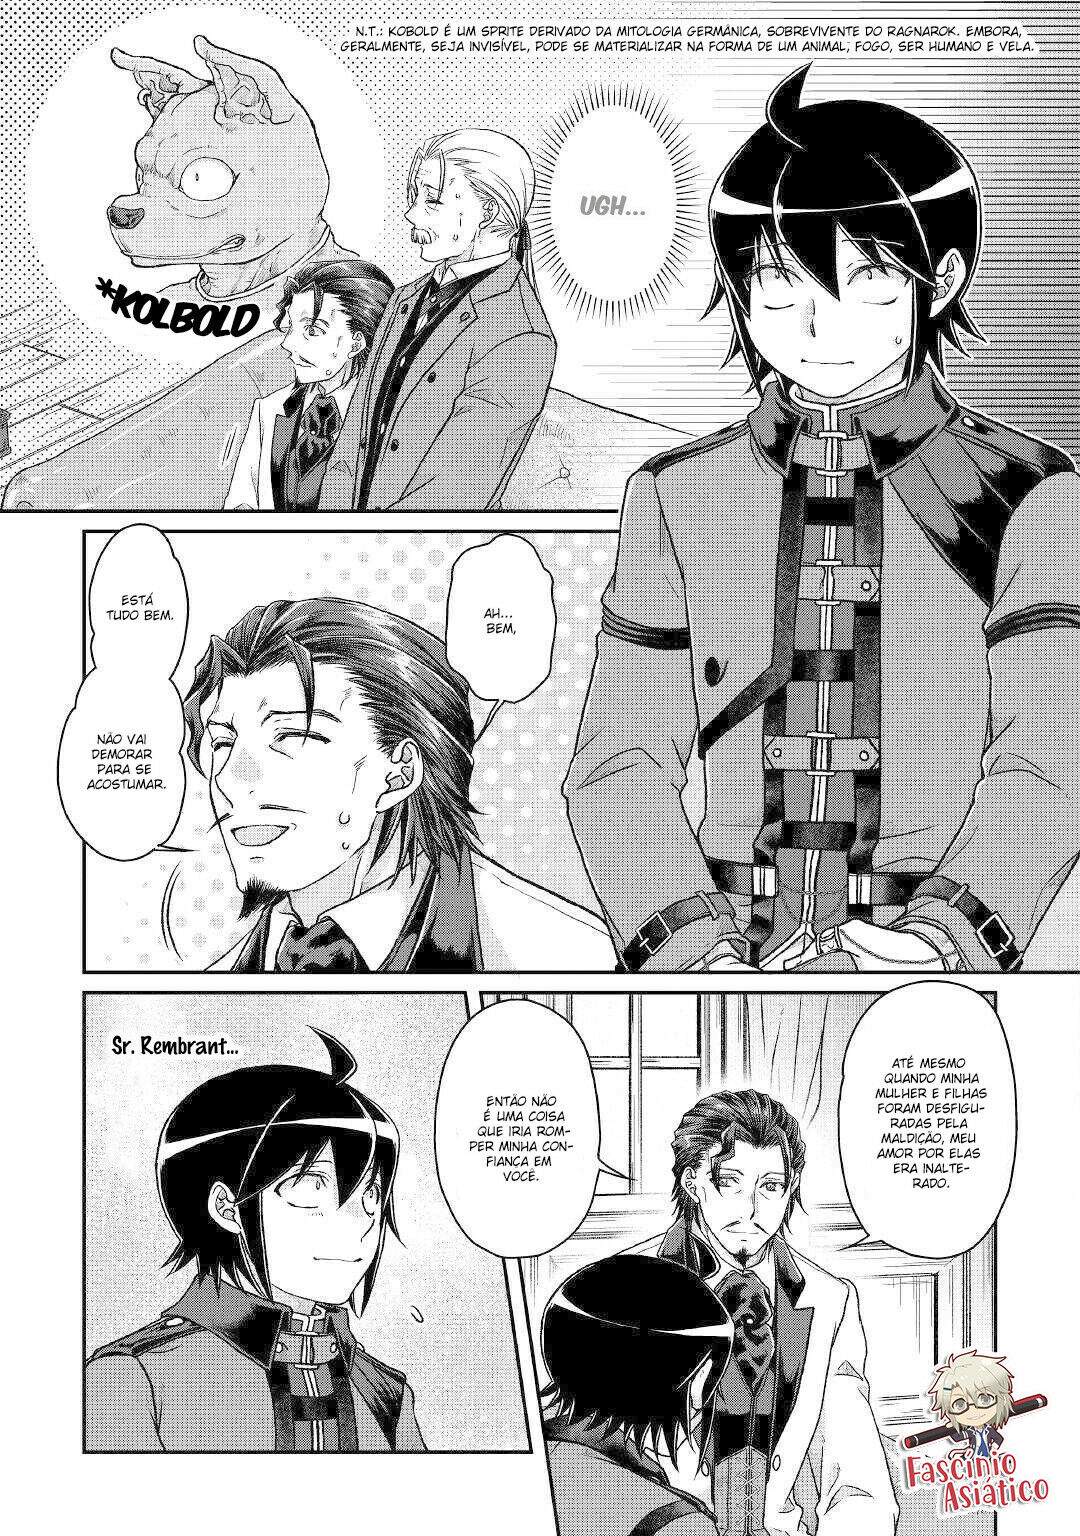 N.T.: KOBOLD É UM SPRITE DERIVADO DA MITOLOGIA GERMÂNICA, SOBREVIVENTE DO RAGNAROK. EMBORA,
GERALMENTE, SEJA INVISÍVEL, PODE SE MATERIALIZAR NA FORMA DE UM ANIMAL, FOGO, SER HUMANO E VELA.
UGH...
*KOLBOLD
AH...
BEM,
ESTÁ
TUDO BEM.
NÃO VAI
DEMORAR
PARA SE
ACOSTUMAR.
ATÉ MESMO
QUANDO MINHA
MULHER E FILHAS
FORAM DESFIGU-
RADAS PELA
MALDIÇÃO, MEU
AMOR POR ELAS
ERA INALTE-
RADO.
ENTÃO NÃO
É UMA COISA
QUE IRIA ROM-
PER MINHA CON-
FIANÇA EM
VOCÊ.
Sr. Rembrant...
Fascínio
Asiático